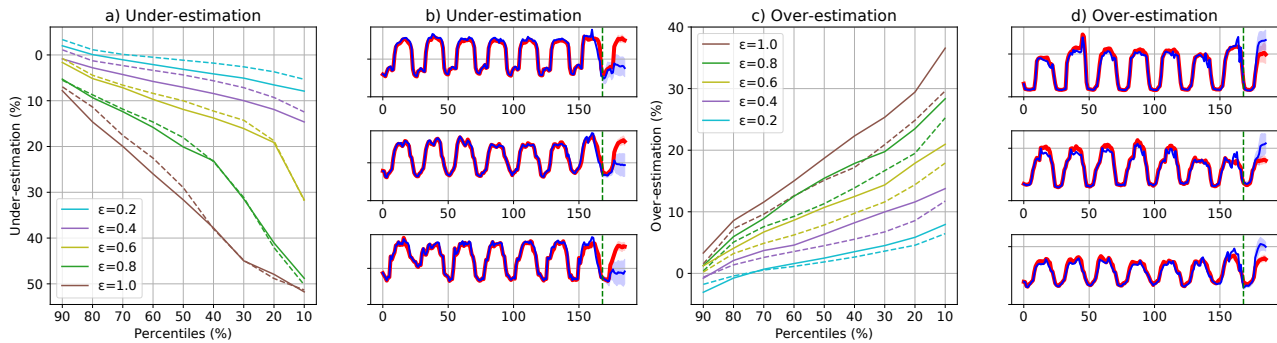 a) Under-estimation
Under-estimation (%)
0
10
20
30
40
50
ε=0.2
ε=0.4
ε=0.6
ε=0.8
ε=1.0
90 80 70 60 50 40 30 20 10
Percentiles (%)
b) Under-estimation
0 50 100 150
0 50 100 150
0 50 100 150
c) Over-estimation
Over-estimation (%)
40
30
20
10
0
ε=1.0
ε=0.8
ε=0.6
ε=0.4
ε=0.2
90 80 70 60 50 40 30 20 10
Percentiles (%)
d) Over-estimation
0 50 100 150
0 50 100 150
0 50 100 150